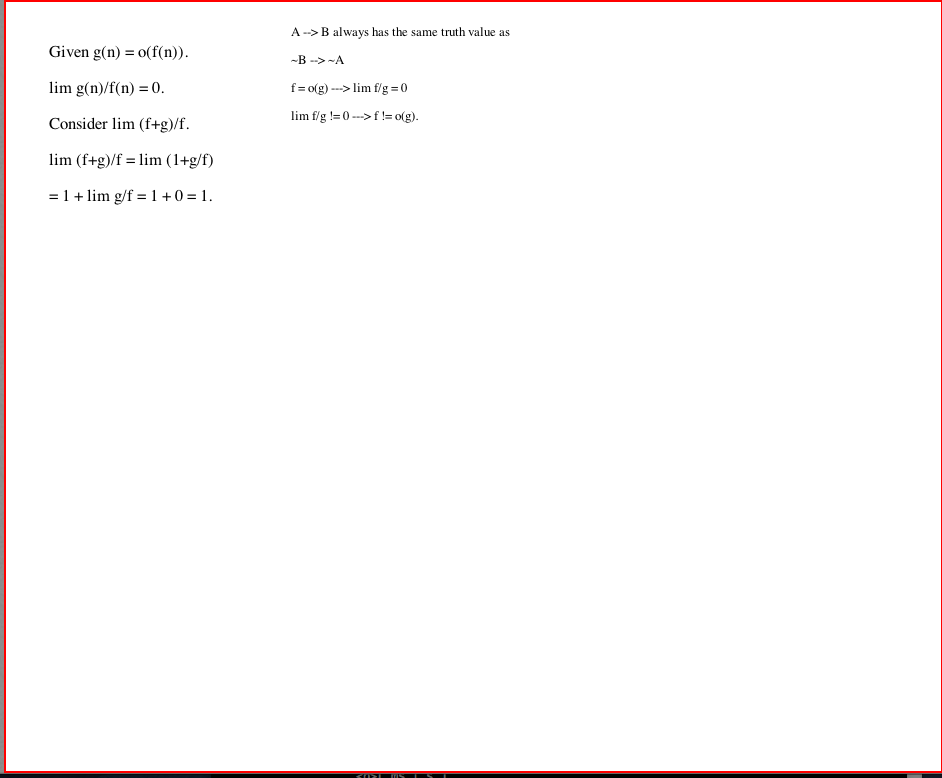 Given g(n) = o(f(n)).
lim g(n)/f(n) = 0.
Consider lim (f+g)/f.
lim (f+g)/f = lim (1+g/f)
= 1 + lim g/f = 1 + 0 = 1.
A --> B always has the same truth value as
~B --> ~A
f = o(g) ---> lim f/g = 0
lim f/g != 0 ---> f != o(g).